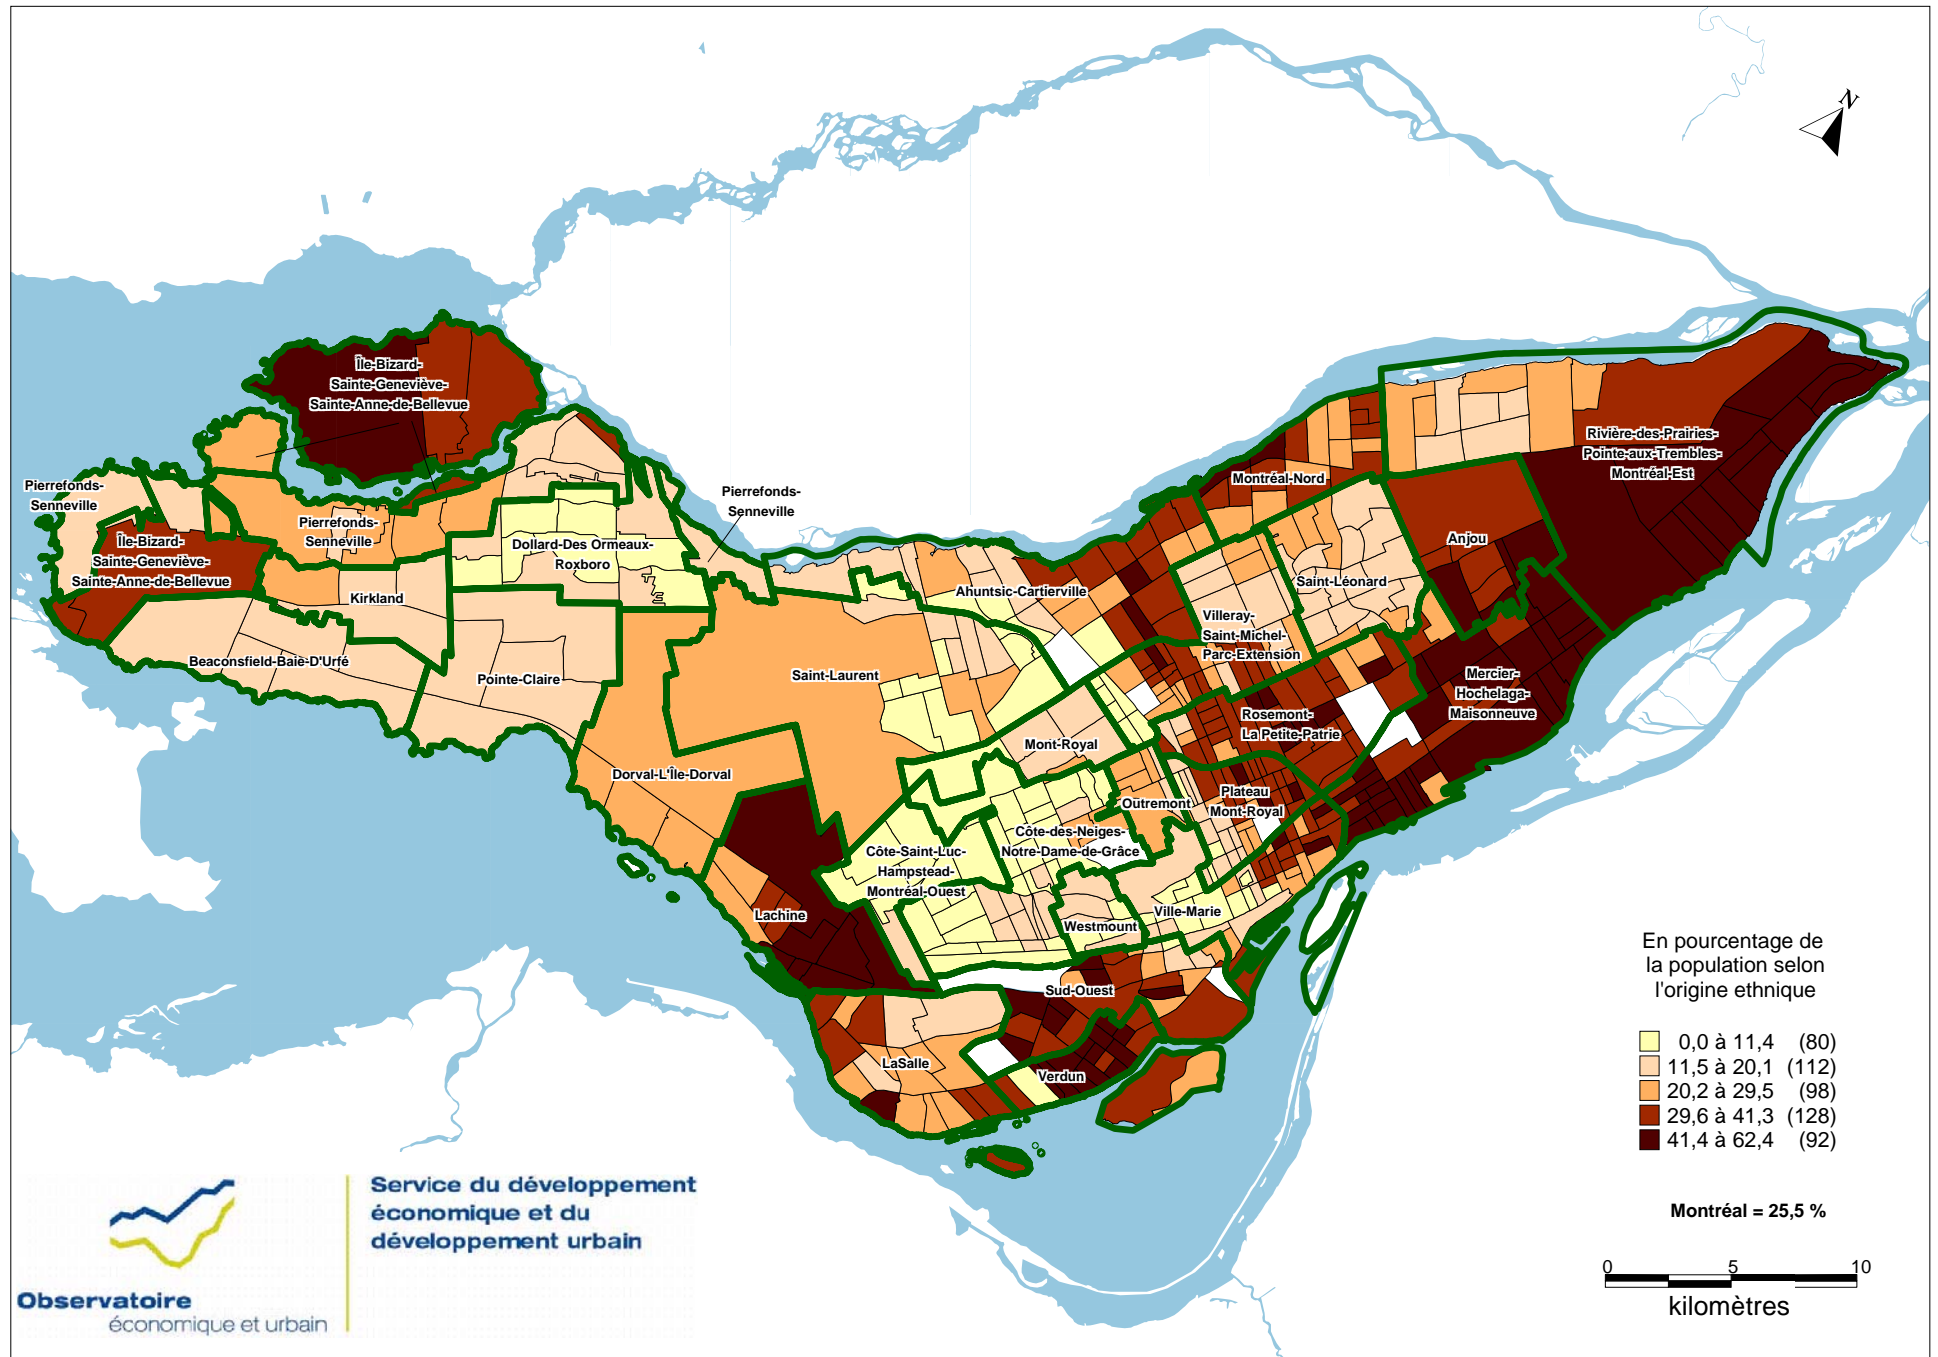 N
Île-Bizard-
Sainte-Geneviève-
Sainte-Anne-de-Bellevue
Pierrefonds-
Senneville
Pierrefonds-
Senneville
Pierrefonds-
Senneville
Île-Bizard-
Sainte-Geneviève-
Sainte-Anne-de-Bellevue
Dollard-Des Ormeaux-
Roxboro
Kirkland
Beaconsfield-Baie-D'Urfé
Pointe-Claire
Rivière-des-Prairies-
Pointe-aux-Trembles-
Montréal-Est
Montréal-Nord
Anjou
Saint-Léonard
Ahuntsic-Cartierville
Villeray-
Saint-Michel-
Parc-Extension
Saint-Laurent
Mercier-
Hochelaga-
Maisonneuve
Rosemont-
La Petite-Patrie
Mont-Royal
Dorval-L'Île-Dorval
Outremont
Plateau
Mont-Royal
Côte-des-Neiges-
Notre-Dame-de-Grâce
Côte-Saint-Luc-
Hampstead-
Montréal-Ouest
Lachine
Westmount
Ville-Marie
Sud-Ouest
LaSalle
Verdun
En pourcentage de
la population selon
l'origine ethnique
0,0 à 11,4 (80)
11,5 à 20,1 (112)
20,2 à 29,5 (98)
29,6 à 41,3 (128)
41,4 à 62,4 (92)
Montréal = 25,5 %
0 5 10
kilomètres
Service du développement
économique et du
développement urbain
Observatoire
économique et urbain